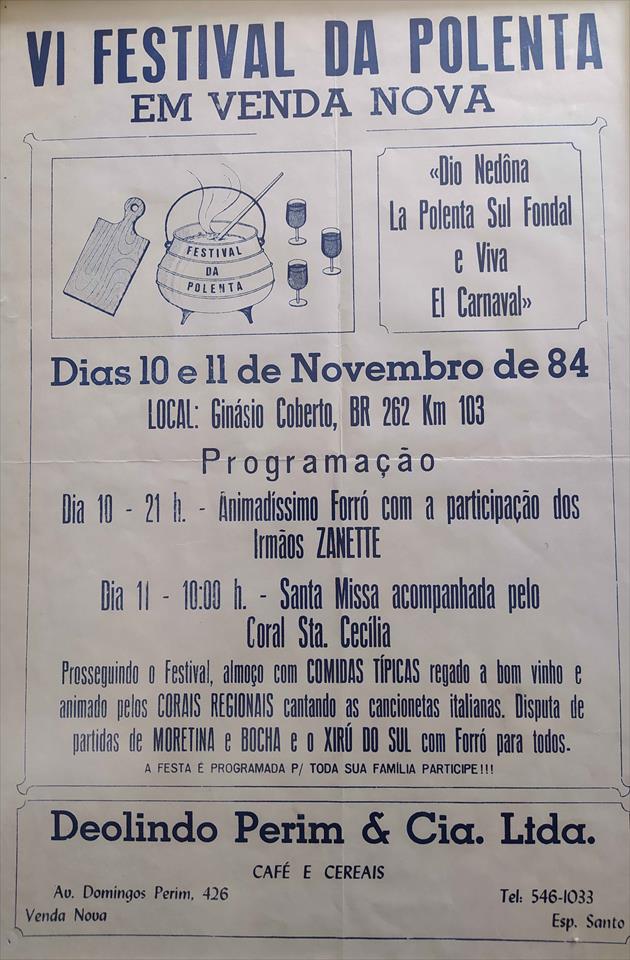 VI FESTIVAL DA POLENTA
EM VENDA NOVA
FESTIVAL
DA
POLENTA
«Dio Nedôna
La Polenta Sul Fondal
e Viva
El Carnaval»
Dias 10 e 11 de Novembro de 84
LOCAL: Ginásio Coberto, BR 262 Km 103
Programação
Dia 10 - 21 h. - Animadíssimo Forró com a participação dos
Irmãos ZANETTE
Dia 11 - 10:00 h. - Santa Missa acompanhada pelo
Coral Sta. Cecília
Prosseguindo o Festival, almoço com COMIDAS TÍPICAS regado a bom vinho e
animado pelos CORAIS REGIONAIS cantando as cancionetas italianas. Disputa de
partidas de MORETINA e BOCHA e o XIRÚ DO SUL com Forró para todos.
A FESTA É PROGRAMADA P/ TODA SUA FAMÍLIA PARTICIPE!!!
Deolindo Perim & Cia. Ltda.
CAFÉ E CEREAIS
Av. Domingos Perim, 426
Tel: 546-1033
Venda Nova
Esp. Santo